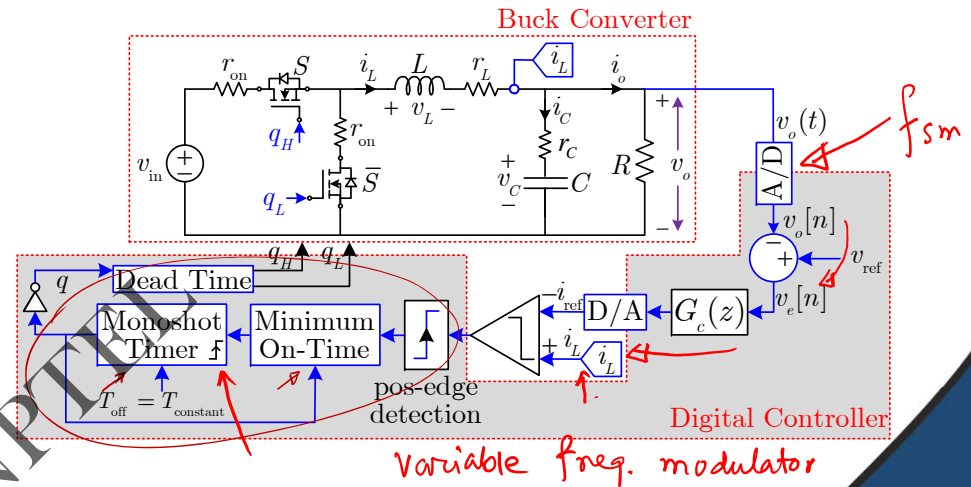 Buck Converter
r_on
S
i_L
L
r_L
i_L
i_o
+ v_L −
q_H
r_on
i_C
+
v_o(t)
f_sm
v_in
+
−
r_C
q_L
S̅
+
v_C
−
C
R
v_o
A/D
−
v_o[n]
q
q_H
q_L
−
+
v_ref
Dead Time
v_e[n]
Monoshot
Timer
Minimum
On-Time
− i_ref
D/A
G_c(z)
+ i_L
i_L
pos-edge
detection
T_off = T_constant
Digital Controller
variable freq. modulator
NPTEL